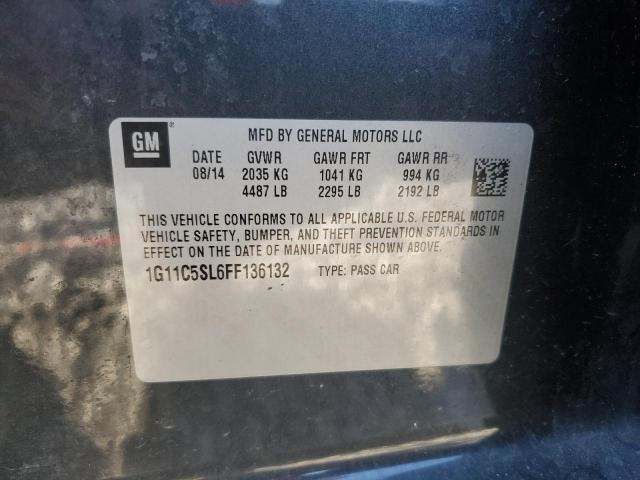 GM ®
MFD BY GENERAL MOTORS LLC
DATE GVWR GAWR FRT GAWR RR
08/14 2035 KG 1041 KG 994 KG
4487 LB 2295 LB 2192 LB
THIS VEHICLE CONFORMS TO ALL APPLICABLE U.S. FEDERAL MOTOR
VEHICLE SAFETY, BUMPER, AND THEFT PREVENTION STANDARDS IN
EFFECT ON THE DATE OF MANUFACTURE SHOWN ABOVE.
1G11C5SL6FF136132 TYPE: PASS CAR